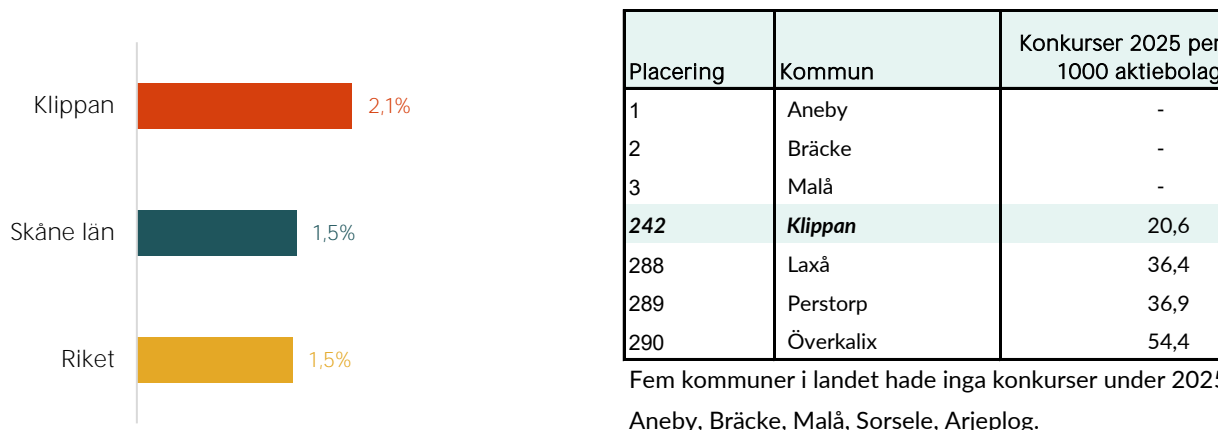 Klippan 2,1%
Skåne län 1,5%
Riket 1,5%
Konkurser 2025 per
Placering Kommun 1000 aktiebolag
1 Aneby -
2 Bräcke -
3 Malå -
242 Klippan 20,6
288 Laxå 36,4
289 Perstorp 36,9
290 Överkalix 54,4
Fem kommuner i landet hade inga konkurser under 2025
Aneby, Bräcke, Malå, Sorsele, Arjeplog.